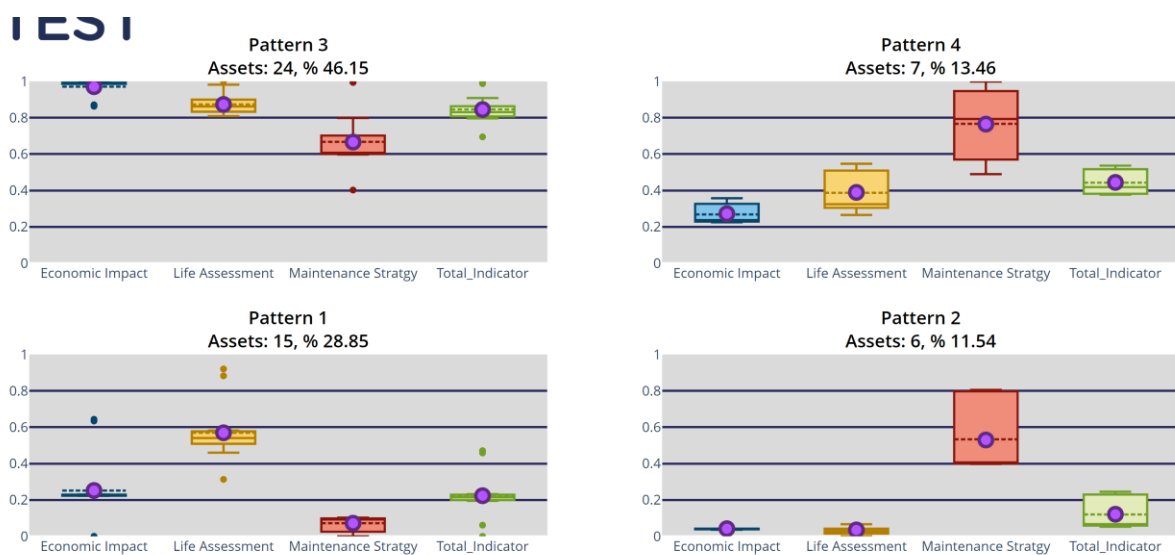 TEST
Pattern 3
Assets: 24, % 46.15
1
0.8
0.6
0.4
0.2
0
Economic Impact Life Assessment Maintenance Stratgy Total_Indicator
Pattern 4
Assets: 7, % 13.46
1
0.8
0.6
0.4
0.2
0
Economic Impact Life Assessment Maintenance Stratgy Total_Indicator
Pattern 1
Assets: 15, % 28.85
1
0.8
0.6
0.4
0.2
0
Economic Impact Life Assessment Maintenance Stratgy Total_Indicator
Pattern 2
Assets: 6, % 11.54
1
0.8
0.6
0.4
0.2
0
Economic Impact Life Assessment Maintenance Stratgy Total_Indicator